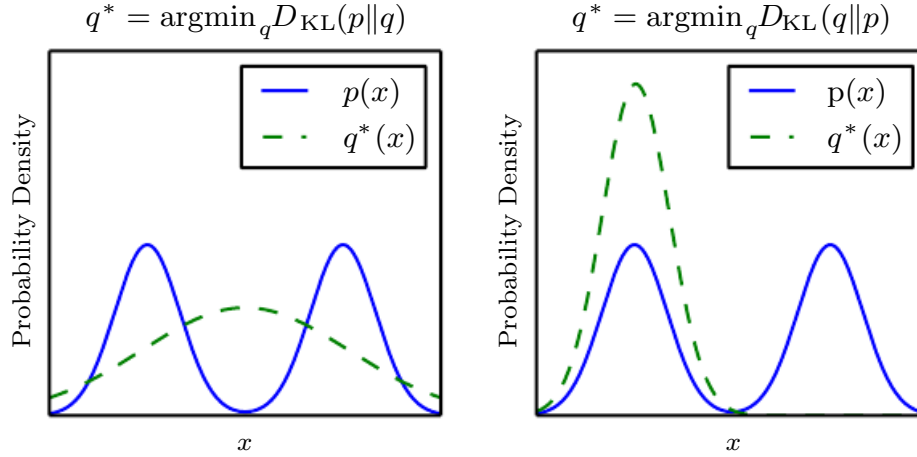 q* = argmin_q D_KL(p‖q)
p(x)
q*(x)
Probability Density
x
q* = argmin_q D_KL(q‖p)
p(x)
q*(x)
Probability Density
x